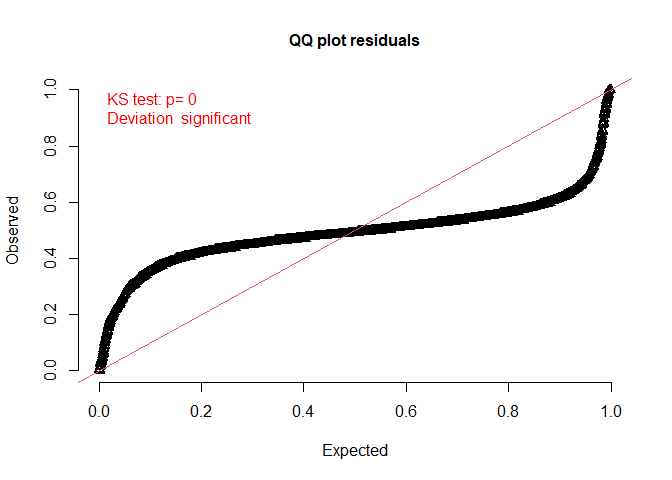 QQ plot residuals
KS test: p= 0
Deviation  significant
Observed
0.0
0.2
0.4
0.6
0.8
1.0
0.0
0.2
0.4
0.6
0.8
1.0
Expected